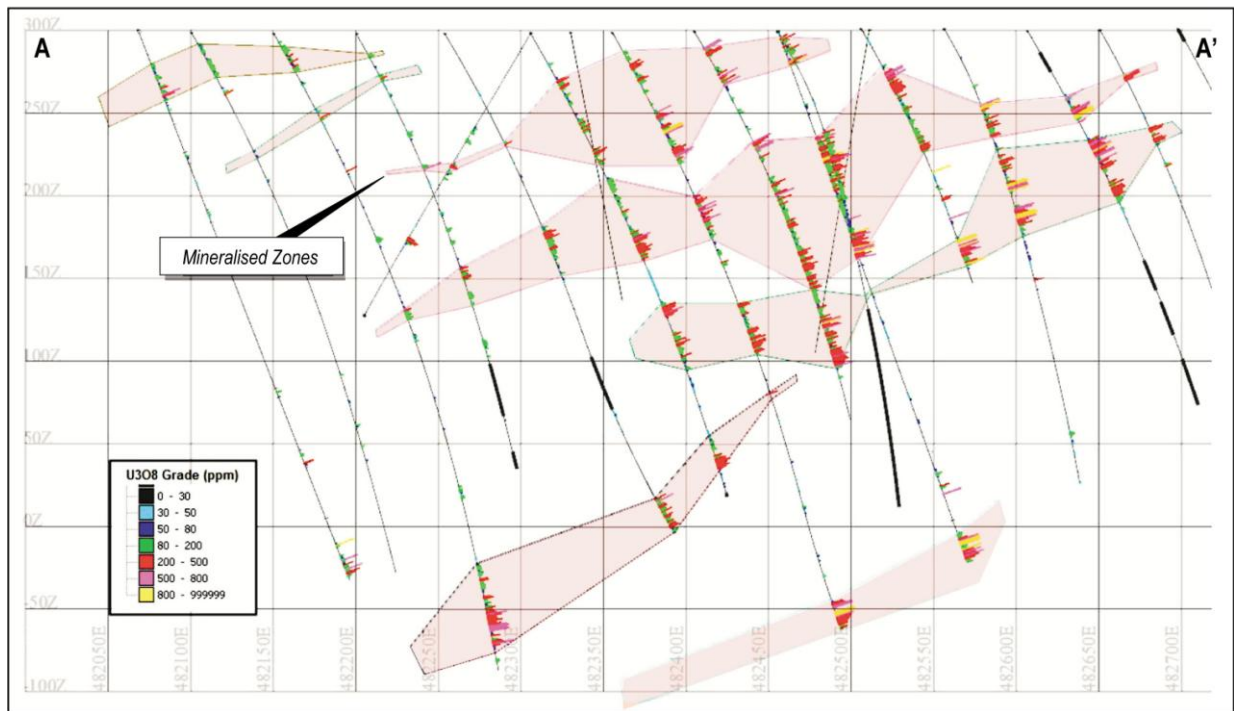 300Z
A
A'
250Z
200Z
Mineralised Zones
150Z
100Z
50Z
U3O8 Grade (ppm)
0 - 30
30 - 50
50 - 80
80 - 200
200 - 500
500 - 800
800 - 999999
0Z
-50Z
-100Z
482050E
482100E
482150E
482200E
482250E
482300E
482350E
482400E
482450E
482500E
482550E
482600E
482650E
482700E